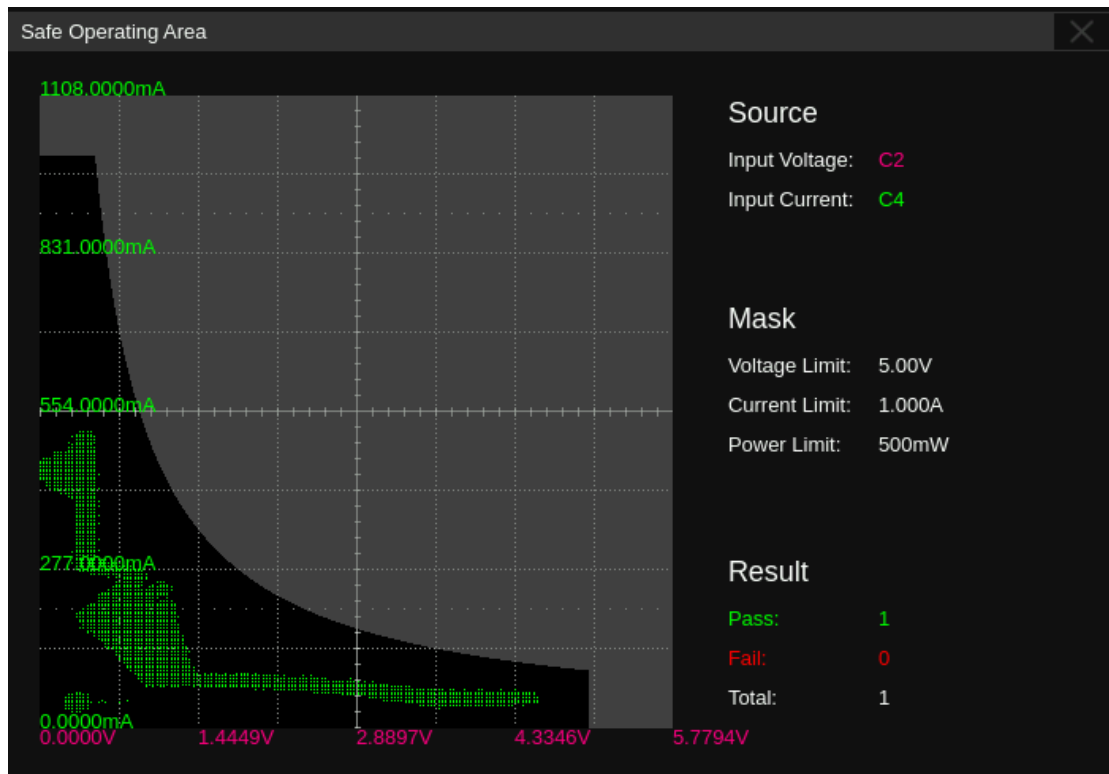 Safe Operating Area
1108.0000mA
831.0000mA
554.0000mA
277.0000mA
0.0000mA
0.0000V 1.4449V 2.8897V 4.3346V 5.7794V
Source
Input Voltage: C2
Input Current: C4
Mask
Voltage Limit: 5.00V
Current Limit: 1.000A
Power Limit: 500mW
Result
Pass: 1
Fail: 0
Total: 1